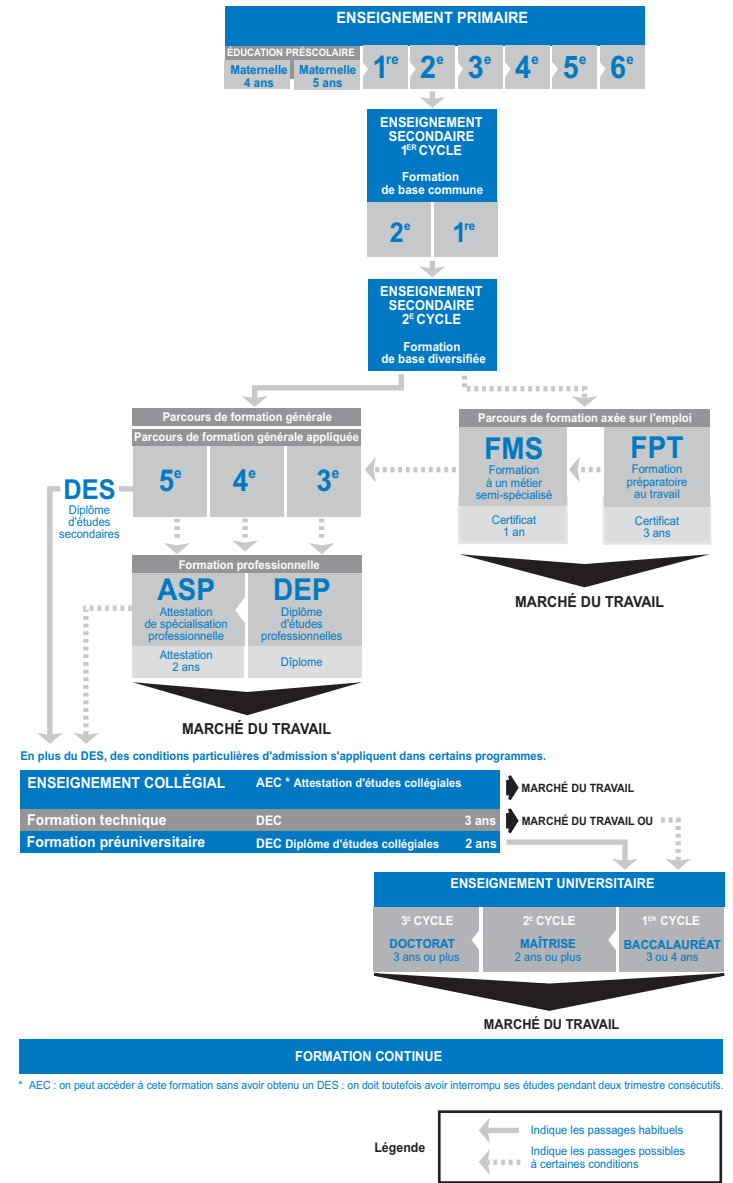 ENSEIGNEMENT PRIMAIRE
ÉDUCATION PRÉSCOLAIRE
Maternelle
4 ans
Maternelle
5 ans
1re
2e
3e
4e
5e
6e
ENSEIGNEMENT
SECONDAIRE
1ER CYCLE
Formation
de base commune
2e
1re
ENSEIGNEMENT
SECONDAIRE
2E CYCLE
Formation
de base diversifiée
Parcours de formation générale
Parcours de formation générale appliquée
5e
4e
3e
Parcours de formation axée sur l'emploi
FMS
Formation
à un métier
semi-spécialisé
Certificat
1 an
FPT
Formation
préparatoire
au travail
Certificat
3 ans
MARCHÉ DU TRAVAIL
DES
Diplôme
d'études
secondaires
Formation professionnelle
ASP
Attestation
de spécialisation
professionnelle
Attestation
2 ans
DEP
Diplôme
d'études
professionnelles
Dîplome
MARCHÉ DU TRAVAIL
En plus du DES, des conditions particulières d'admission s'appliquent dans certains programmes.
ENSEIGNEMENT COLLÉGIAL AEC * Attestation d'études collégiales
MARCHÉ DU TRAVAIL
Formation technique DEC 3 ans
MARCHÉ DU TRAVAIL OU
Formation préuniversitaire DEC Diplôme d'études collégiales 2 ans
ENSEIGNEMENT UNIVERSITAIRE
3E CYCLE
DOCTORAT
3 ans ou plus
2E CYCLE
MAÎTRISE
2 ans ou plus
1ER CYCLE
BACCALAURÉAT
3 ou 4 ans
MARCHÉ DU TRAVAIL
FORMATION CONTINUE
* AEC : on peut accéder à cete formation sans avoir obtenu un DES : on doit toutefois avoir interrompu ses études pendant deux trimestre consécutifs.
Légende
Indique les passages habituels
Indique les passages possibles
à certaines conditions